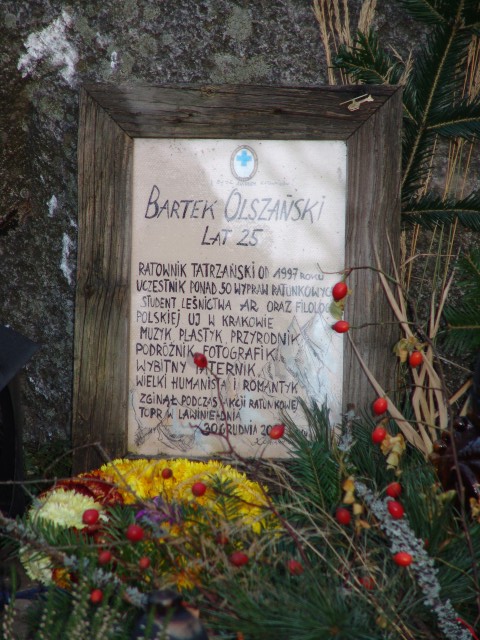 BARTEK OLSZAŃSKI
LAT 25
RATOWNIK TATRZAŃSKI OD 1997 ROKU
UCZESTNIK PONAD 50 WYPRAW RATUNKOWYCH
STUDENT LEŚNICTWA AR ORAZ
POLSKIEJ UJ W KRAKOWIE
MUZYK PLASTYK PRZYRODNIK
PODRÓŻNIK FOTOGRAFIK
WYBITNY
WIELKI HUMANISTA I ROMANTYK
ZGINĄŁ PODCZAS AKCJI RATUNKOWEJ
TOPR W LAWINIE DNIA
30 GRUDNIA